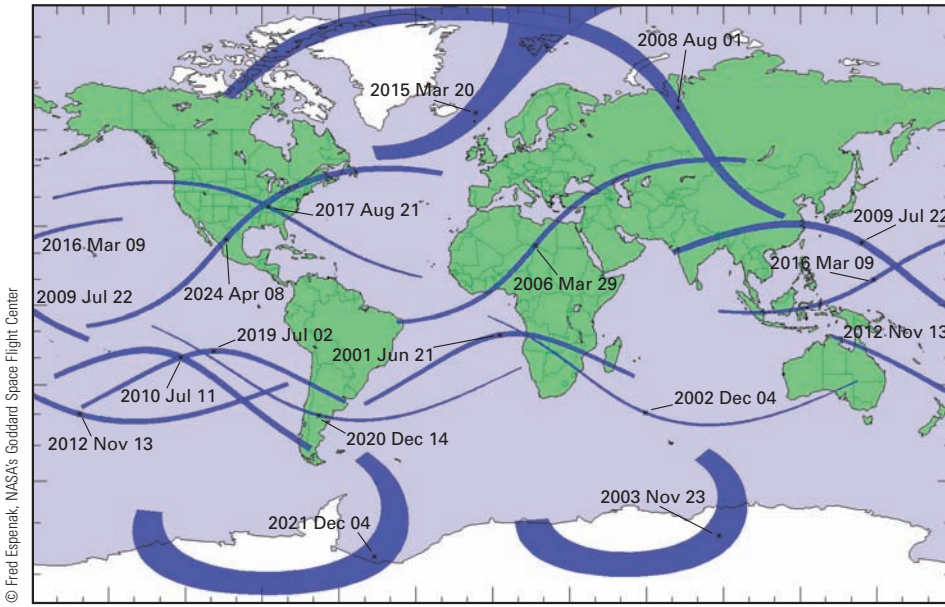 2008 Aug 01
2015 Mar 20
2017 Aug 21
2009 Jul 22
2016 Mar 09
2016 Mar 09
2024 Apr 08
2006 Mar 29
2009 Jul 22
2019 Jul 02
2001 Jun 21
2012 Nov 13
2010 Jul 11
2002 Dec 04
2012 Nov 13
2020 Dec 14
2003 Nov 23
2021 Dec 04
© Fred Espenak, NASA's Goddard Space Flight Center